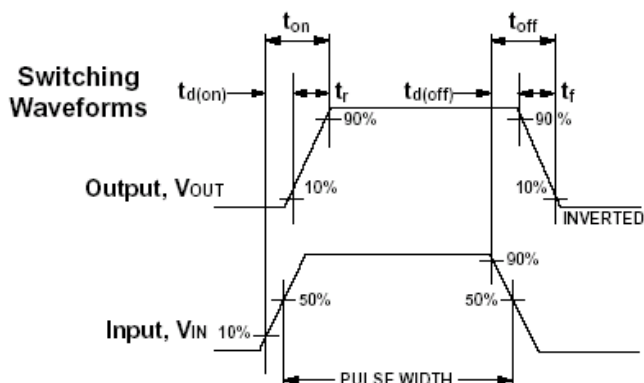 ton
toff
Switching
Waveforms
td(on)
tr
td(off)
tf
90%
90%
Output, VOUT
10%
10%
INVERTED
90%
50%
50%
Input, VIN
10%
PULSE WIDTH